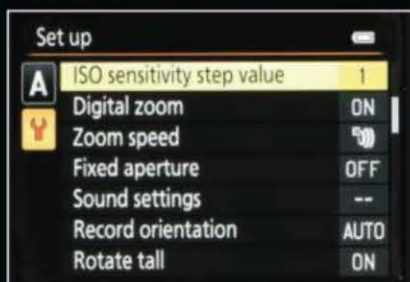 Set up
A
ISO sensitivity step value 1
Digital zoom ON
Zoom speed
Fixed aperture OFF
Sound settings --
Record orientation AUTO
Rotate tall ON